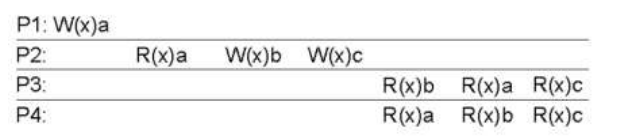 P1: W(x)a
P2: R(x)a W(x)b W(x)c
P3: R(x)b R(x)a R(x)c
P4: R(x)a R(x)b R(x)c